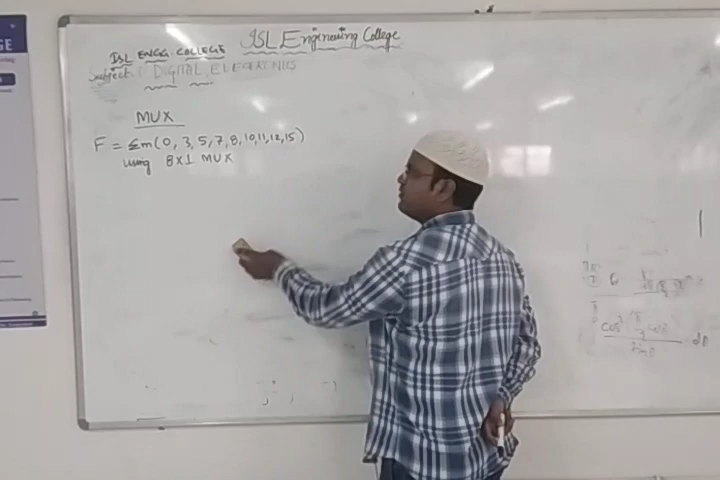 ISL Engineering College
ISL ENGG. COLLEGE
Subject: DIGITAL ELECTRONICS
MUX
F = Σm(0, 3, 5, 7, 8, 10, 11, 12, 15)
using 8X1 MUX